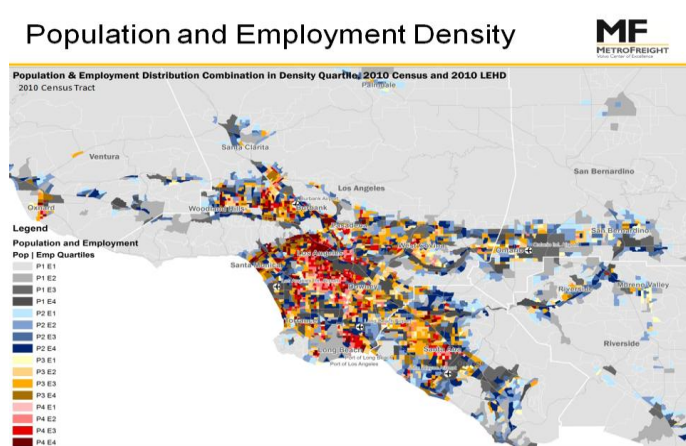 Population and Employment Density
MF
METROFREIGHT
Volvo Center of Excellence
Population & Employment Distribution Combination in Density Quartile, 2010 Census and 2010 LEHD
2010 Census Tract
Palmdale
Santa Clarita
Ventura
San Bernardino
Los Angeles
Oxnard
Woodland Hills
Burbank
Pasadena
San Bernardino
Ontario
Los Angeles
Santa Monica
Downey
Riverside
Moreno Valley
Torrance
Riverside
Long Beach
Santa Ana
Port of Long Beach
Port of Los Angeles
Legend
Population and Employment
Pop | Emp Quartiles
P1 E1
P1 E2
P1 E3
P1 E4
P2 E1
P2 E2
P2 E3
P2 E4
P3 E1
P3 E2
P3 E3
P3 E4
P4 E1
P4 E2
P4 E3
P4 E4